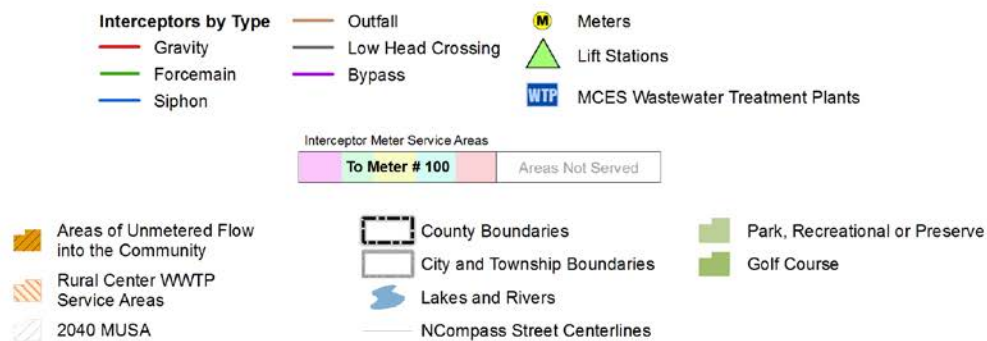 Interceptors by Type
Gravity
Forcemain
Siphon
Outfall
Low Head Crossing
Bypass
M Meters
Lift Stations
WTP MCES Wastewater Treatment Plants
Interceptor Meter Service Areas
To Meter # 100
Areas Not Served
Areas of Unmetered Flow
into the Community
Rural Center WWTP
Service Areas
2040 MUSA
County Boundaries
City and Township Boundaries
Lakes and Rivers
NCompass Street Centerlines
Park, Recreational or Preserve
Golf Course